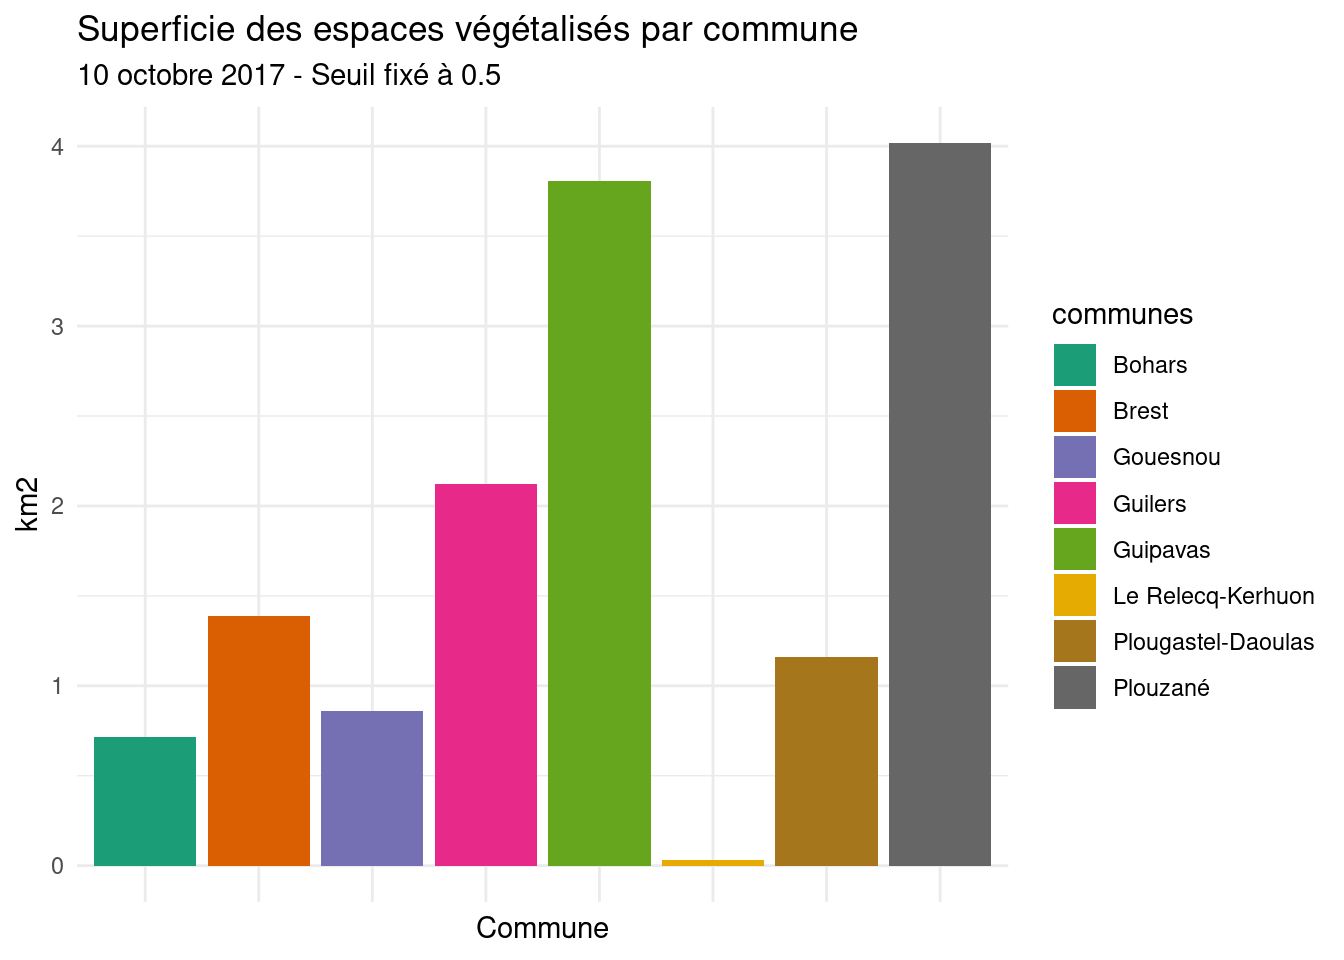 Superficie des espaces végétalisés par commune
10 octobre 2017 - Seuil fixé à 0.5
4
3
2
1
0
km2
Commune
communes
Bohars
Brest
Gouesnou
Guilers
Guipavas
Le Relecq-Kerhuon
Plougastel-Daoulas
Plouzané